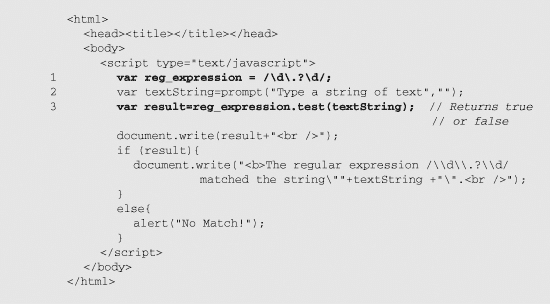 <html>
<head><title></title></head>
<body>
<script type="text/javascript">
1 var reg_expression = /\d\.?\d/;
2 var textString=prompt("Type a string of text","");
3 var result=reg_expression.test(textString); // Returns true
// or false
document.write(result+"<br />");
if (result){
document.write("<b>The regular expression /\\d\\.?\\d/
matched the string\""+textString +"\".<br />");
}
else{
alert("No Match!");
}
</script>
</body>
</html>